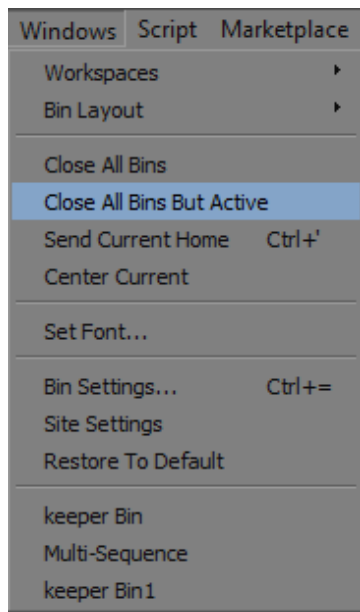 Windows Script Marketplace
Workspaces
Bin Layout
Close All Bins
Close All Bins But Active
Send Current Home Ctrl+'
Center Current
Set Font...
Bin Settings... Ctrl+=
Site Settings
Restore To Default
keeper Bin
Multi-Sequence
keeper Bin1